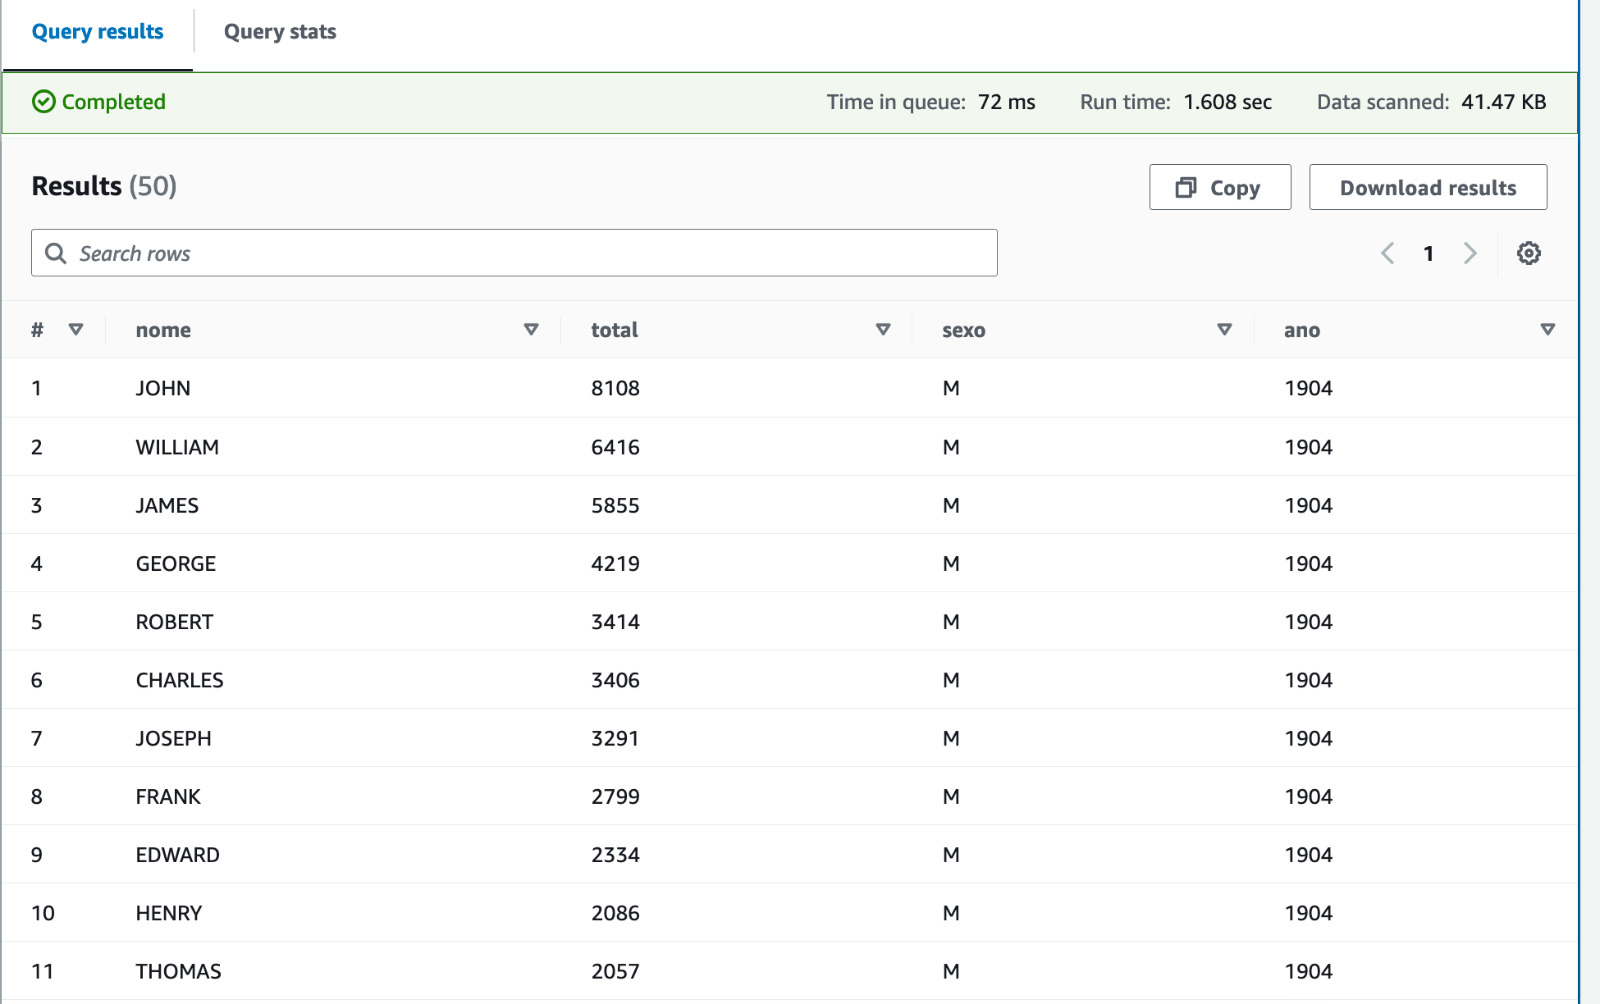 Query results Query stats
Completed Time in queue: 72 ms Run time: 1.608 sec Data scanned: 41.47 KB
Results (50) Copy Download results
Search rows 1
# nome total sexo ano
1 JOHN 8108 M 1904
2 WILLIAM 6416 M 1904
3 JAMES 5855 M 1904
4 GEORGE 4219 M 1904
5 ROBERT 3414 M 1904
6 CHARLES 3406 M 1904
7 JOSEPH 3291 M 1904
8 FRANK 2799 M 1904
9 EDWARD 2334 M 1904
10 HENRY 2086 M 1904
11 THOMAS 2057 M 1904